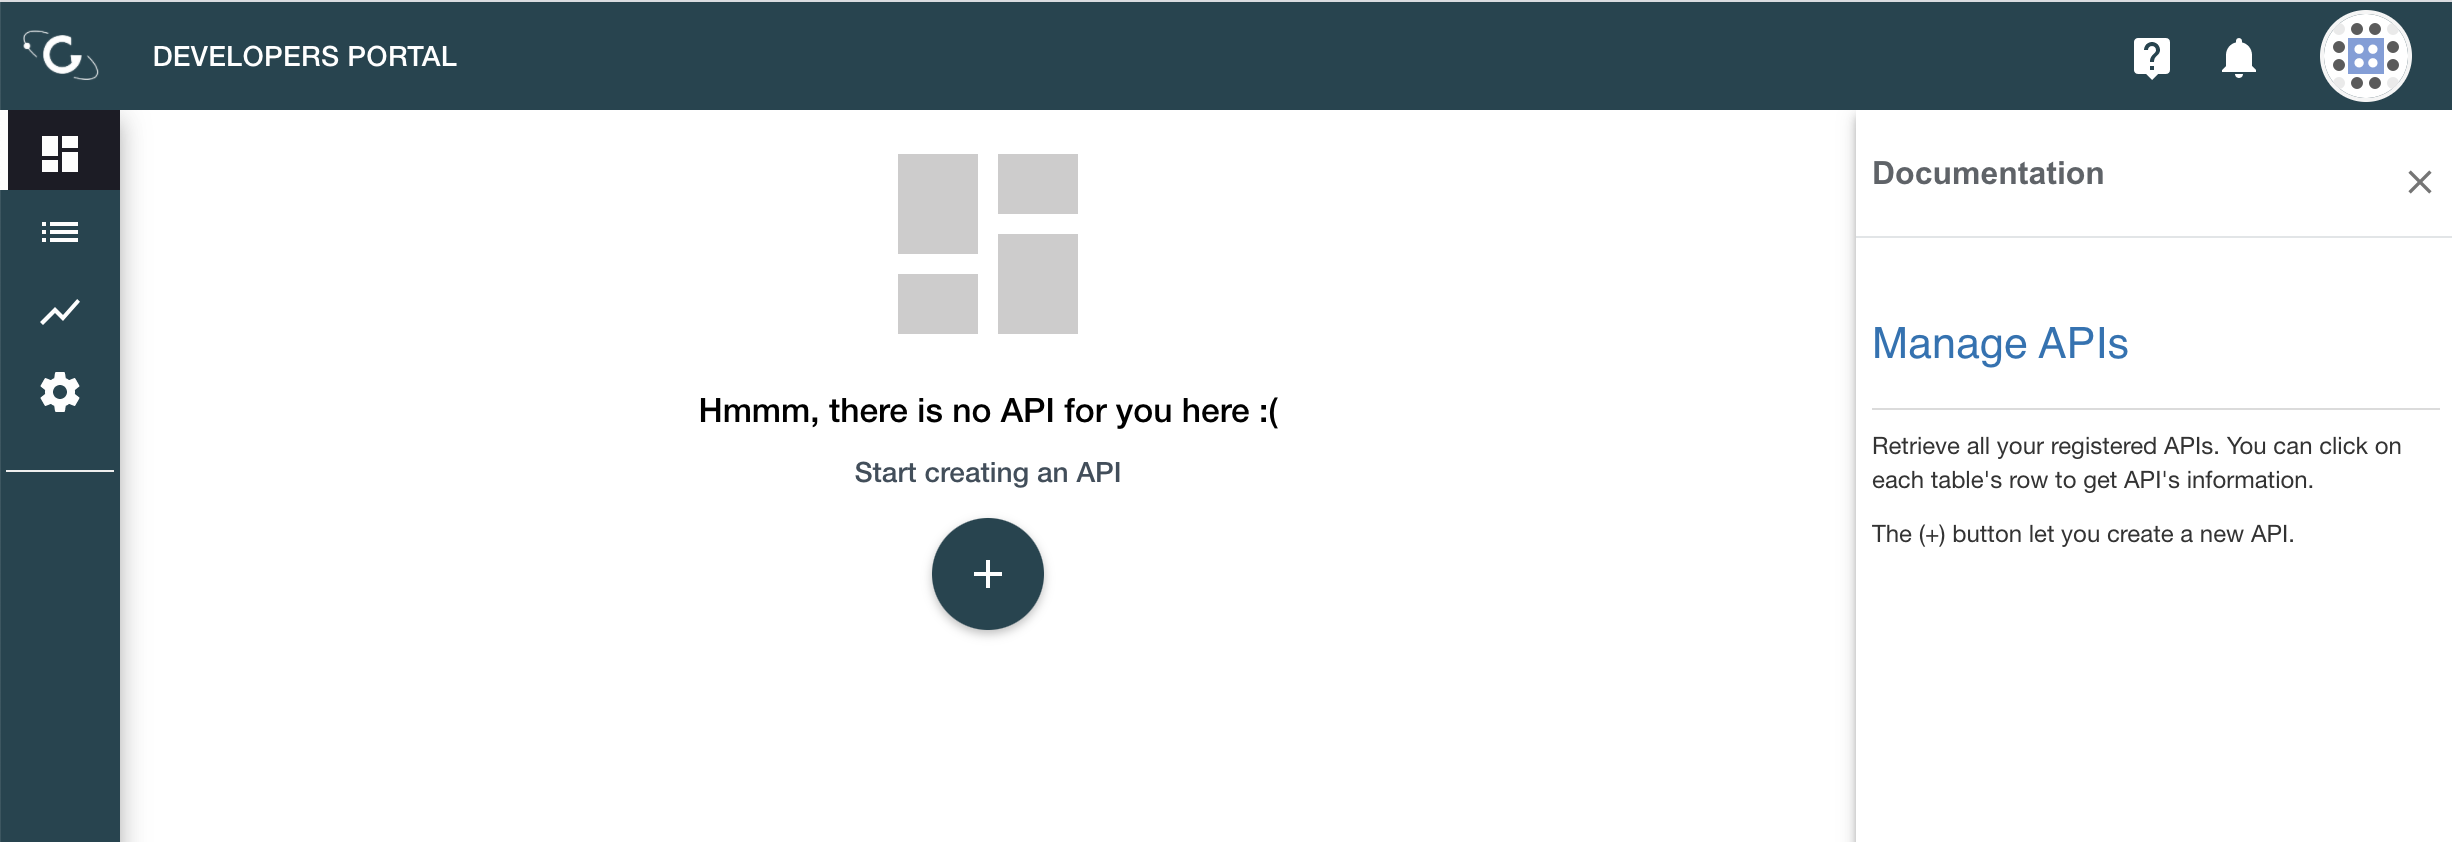 DEVELOPERS PORTAL
Hmmm, there is no API for you here :(
Start creating an API
Documentation
Manage APIs
Retrieve all your registered APIs. You can click on
each table's row to get API's information.
The (+) button let you create a new API.